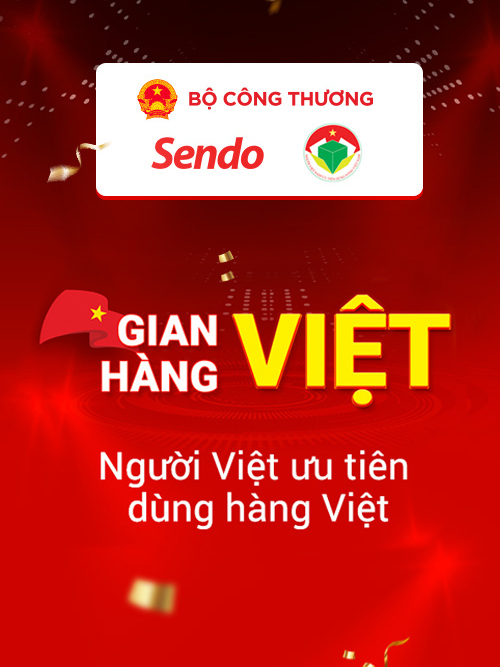 BỘ CÔNG THƯƠNG
Sendo
GIAN
HÀNG
VIỆT
Người Việt ưu tiên
dùng hàng Việt